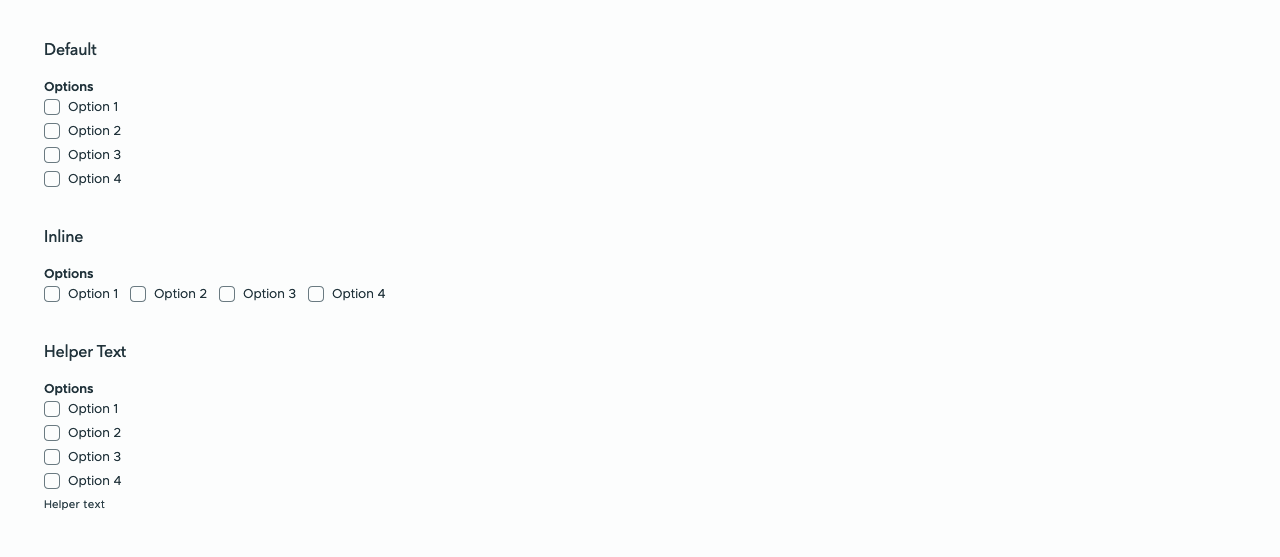 Default
Options
Option 1
Option 2
Option 3
Option 4
Inline
Options
Option 1 Option 2 Option 3 Option 4
Helper Text
Options
Option 1
Option 2
Option 3
Option 4
Helper text